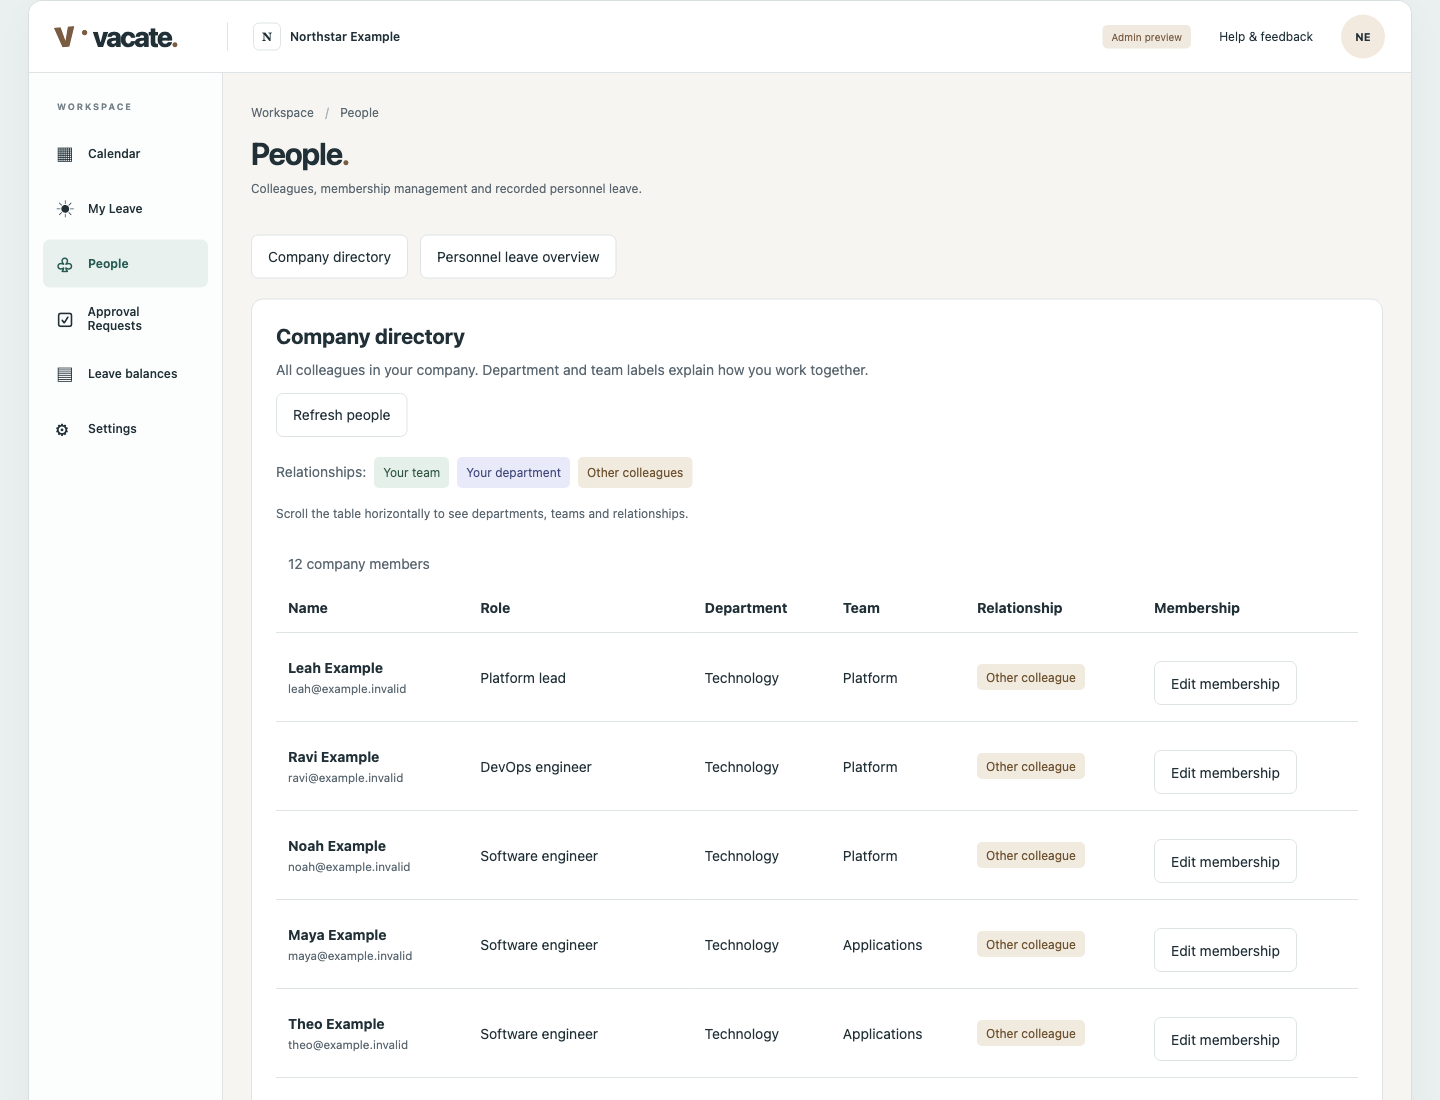 vacate.
N Northstar Example
Admin preview
Help & feedback
NE
WORKSPACE
Calendar
My Leave
People
Approval
Requests
Leave balances
Settings
Workspace / People
People.
Colleagues, membership management and recorded personnel leave.
Company directory
Personnel leave overview
Company directory
All colleagues in your company. Department and team labels explain how you work together.
Refresh people
Relationships: Your team Your department Other colleagues
Scroll the table horizontally to see departments, teams and relationships.
12 company members
Name Role Department Team Relationship Membership
Leah Example
leah@example.invalid
Platform lead Technology Platform Other colleague Edit membership
Ravi Example
ravi@example.invalid
DevOps engineer Technology Platform Other colleague Edit membership
Noah Example
noah@example.invalid
Software engineer Technology Platform Other colleague Edit membership
Maya Example
maya@example.invalid
Software engineer Technology Applications Other colleague Edit membership
Theo Example
theo@example.invalid
Software engineer Technology Applications Other colleague Edit membership